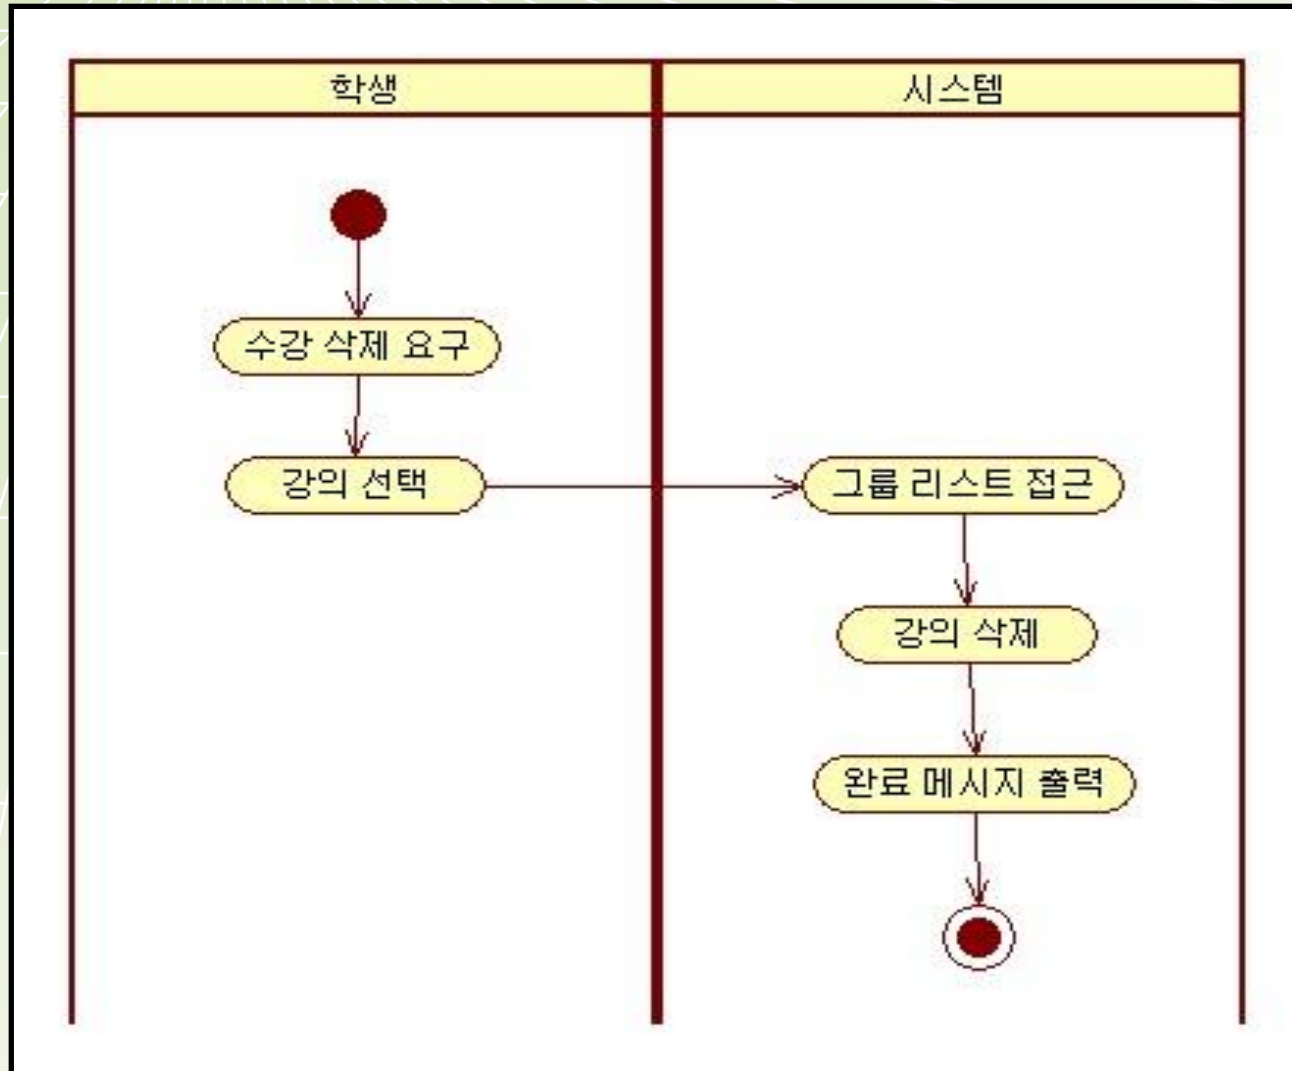 학생
시스템
수강 삭제 요구
강의 선택
그룹 리스트 접근
강의 삭제
완료 메시지 출력